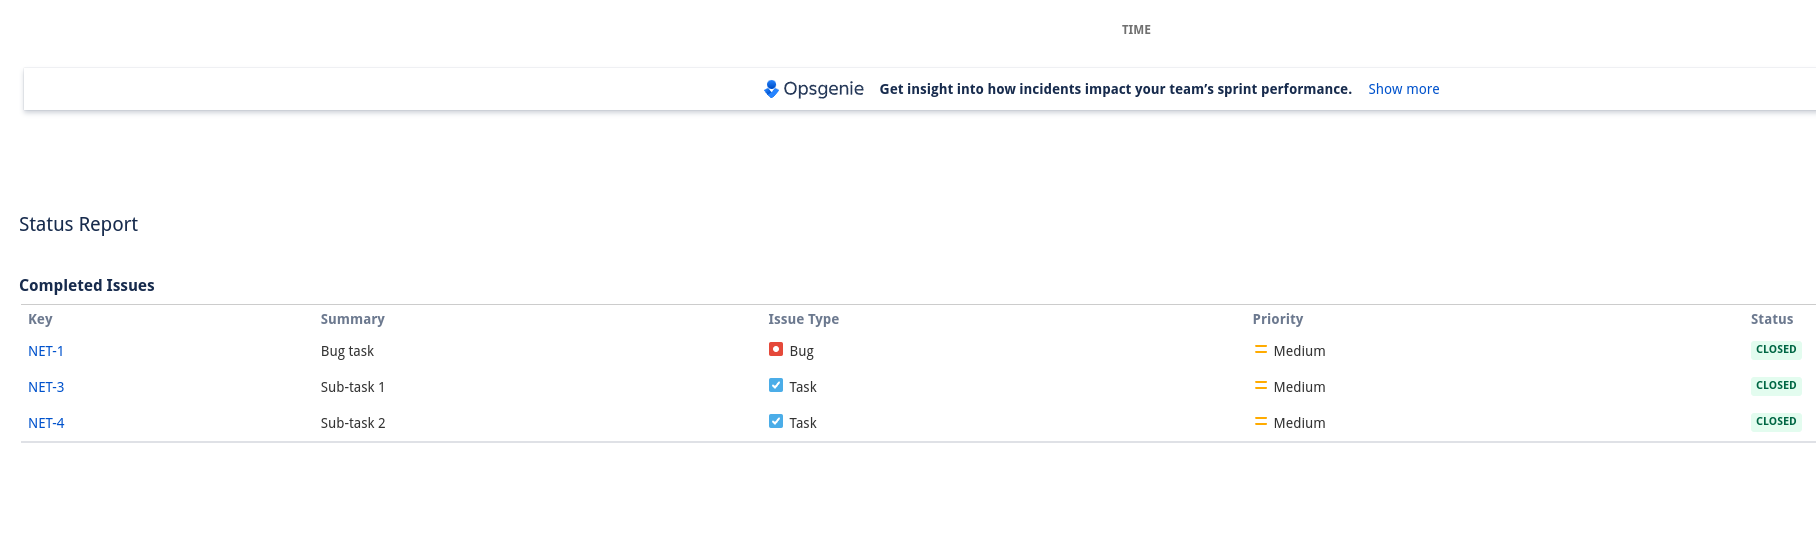 TIME
Opsgenie Get insight into how incidents impact your team’s sprint performance. Show more
Status Report
Completed Issues
Key Summary Issue Type Priority Status
NET-1 Bug task Bug Medium CLOSED
NET-3 Sub-task 1 Task Medium CLOSED
NET-4 Sub-task 2 Task Medium CLOSED